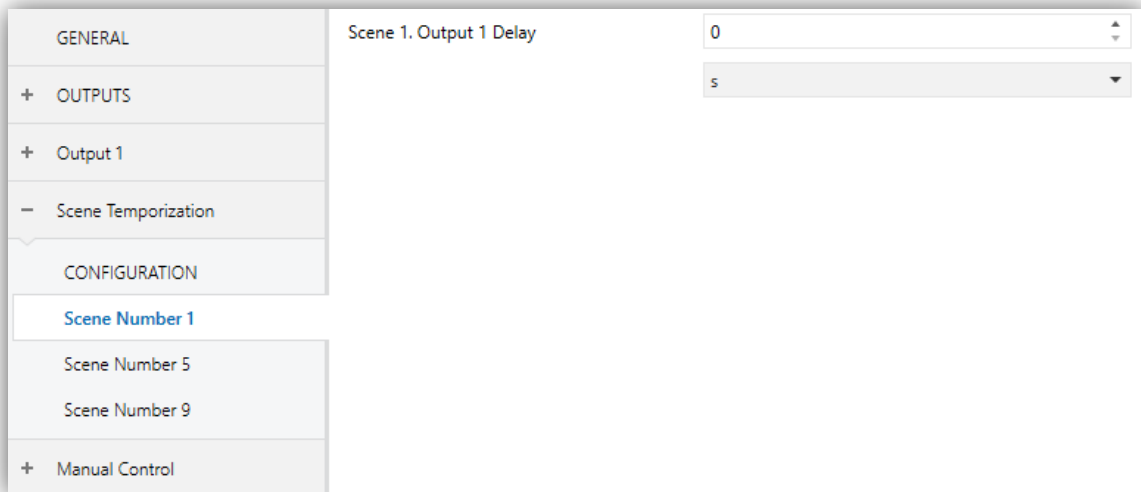 GENERAL
+ OUTPUTS
+ Output 1
− Scene Temporization
CONFIGURATION
Scene Number 1
Scene Number 5
Scene Number 9
+ Manual Control
Scene 1. Output 1 Delay 0
s